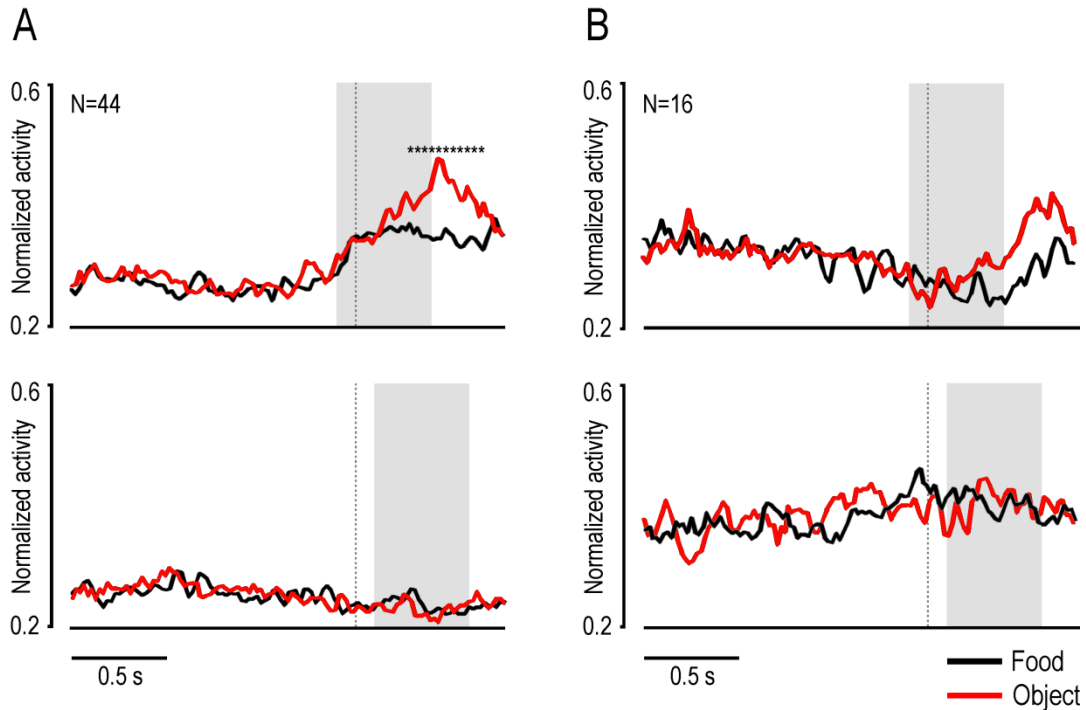 A
B
0.6
N=44
***********
Normalized activity
0.2
0.6
N=16
Normalized activity
0.2
0.6
Normalized activity
0.2
0.5 s
0.6
Normalized activity
0.2
0.5 s
Food
Object